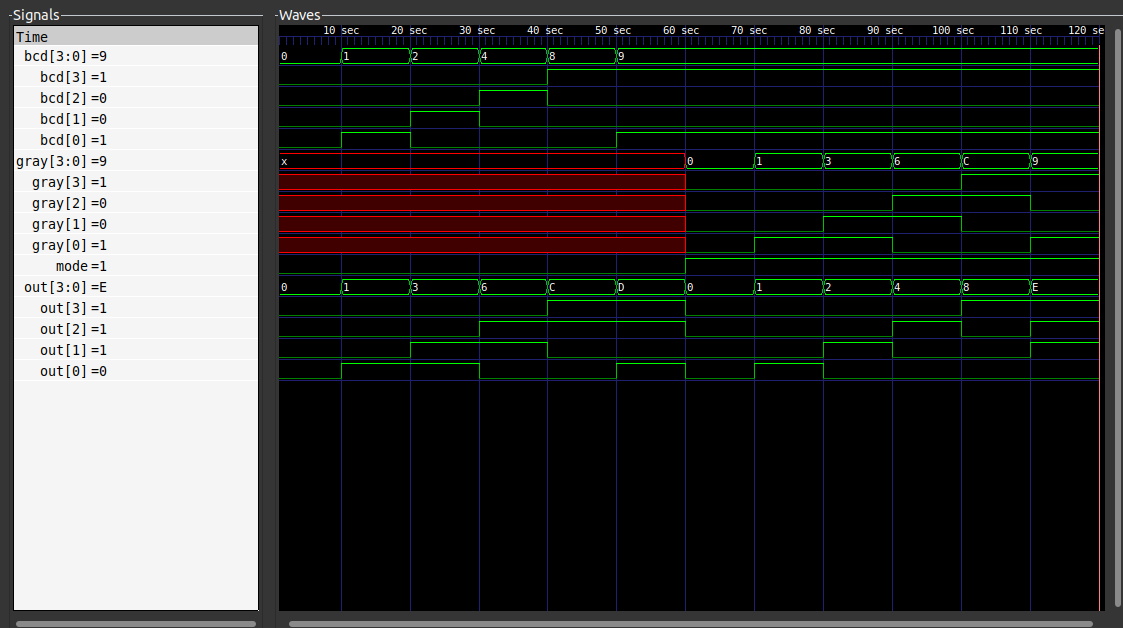 Signals
Waves
Time
10 sec 20 sec 30 sec 40 sec 50 sec 60 sec 70 sec 80 sec 90 sec 100 sec 110 sec 120 se
bcd[3:0]=9 0 1 2 4 8 9
bcd[3]=1
bcd[2]=0
bcd[1]=0
bcd[0]=1
gray[3:0]=9 x 0 1 3 6 C 9
gray[3]=1
gray[2]=0
gray[1]=0
gray[0]=1
mode=1
out[3:0]=E 0 1 3 6 C D 0 1 2 4 8 E
out[3]=1
out[2]=1
out[1]=1
out[0]=0